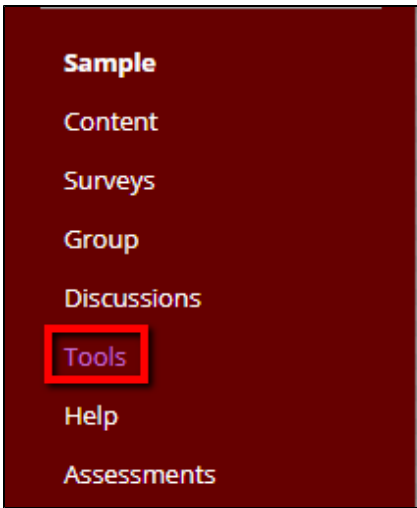 Sample
Content
Surveys
Group
Discussions
Tools
Help
Assessments